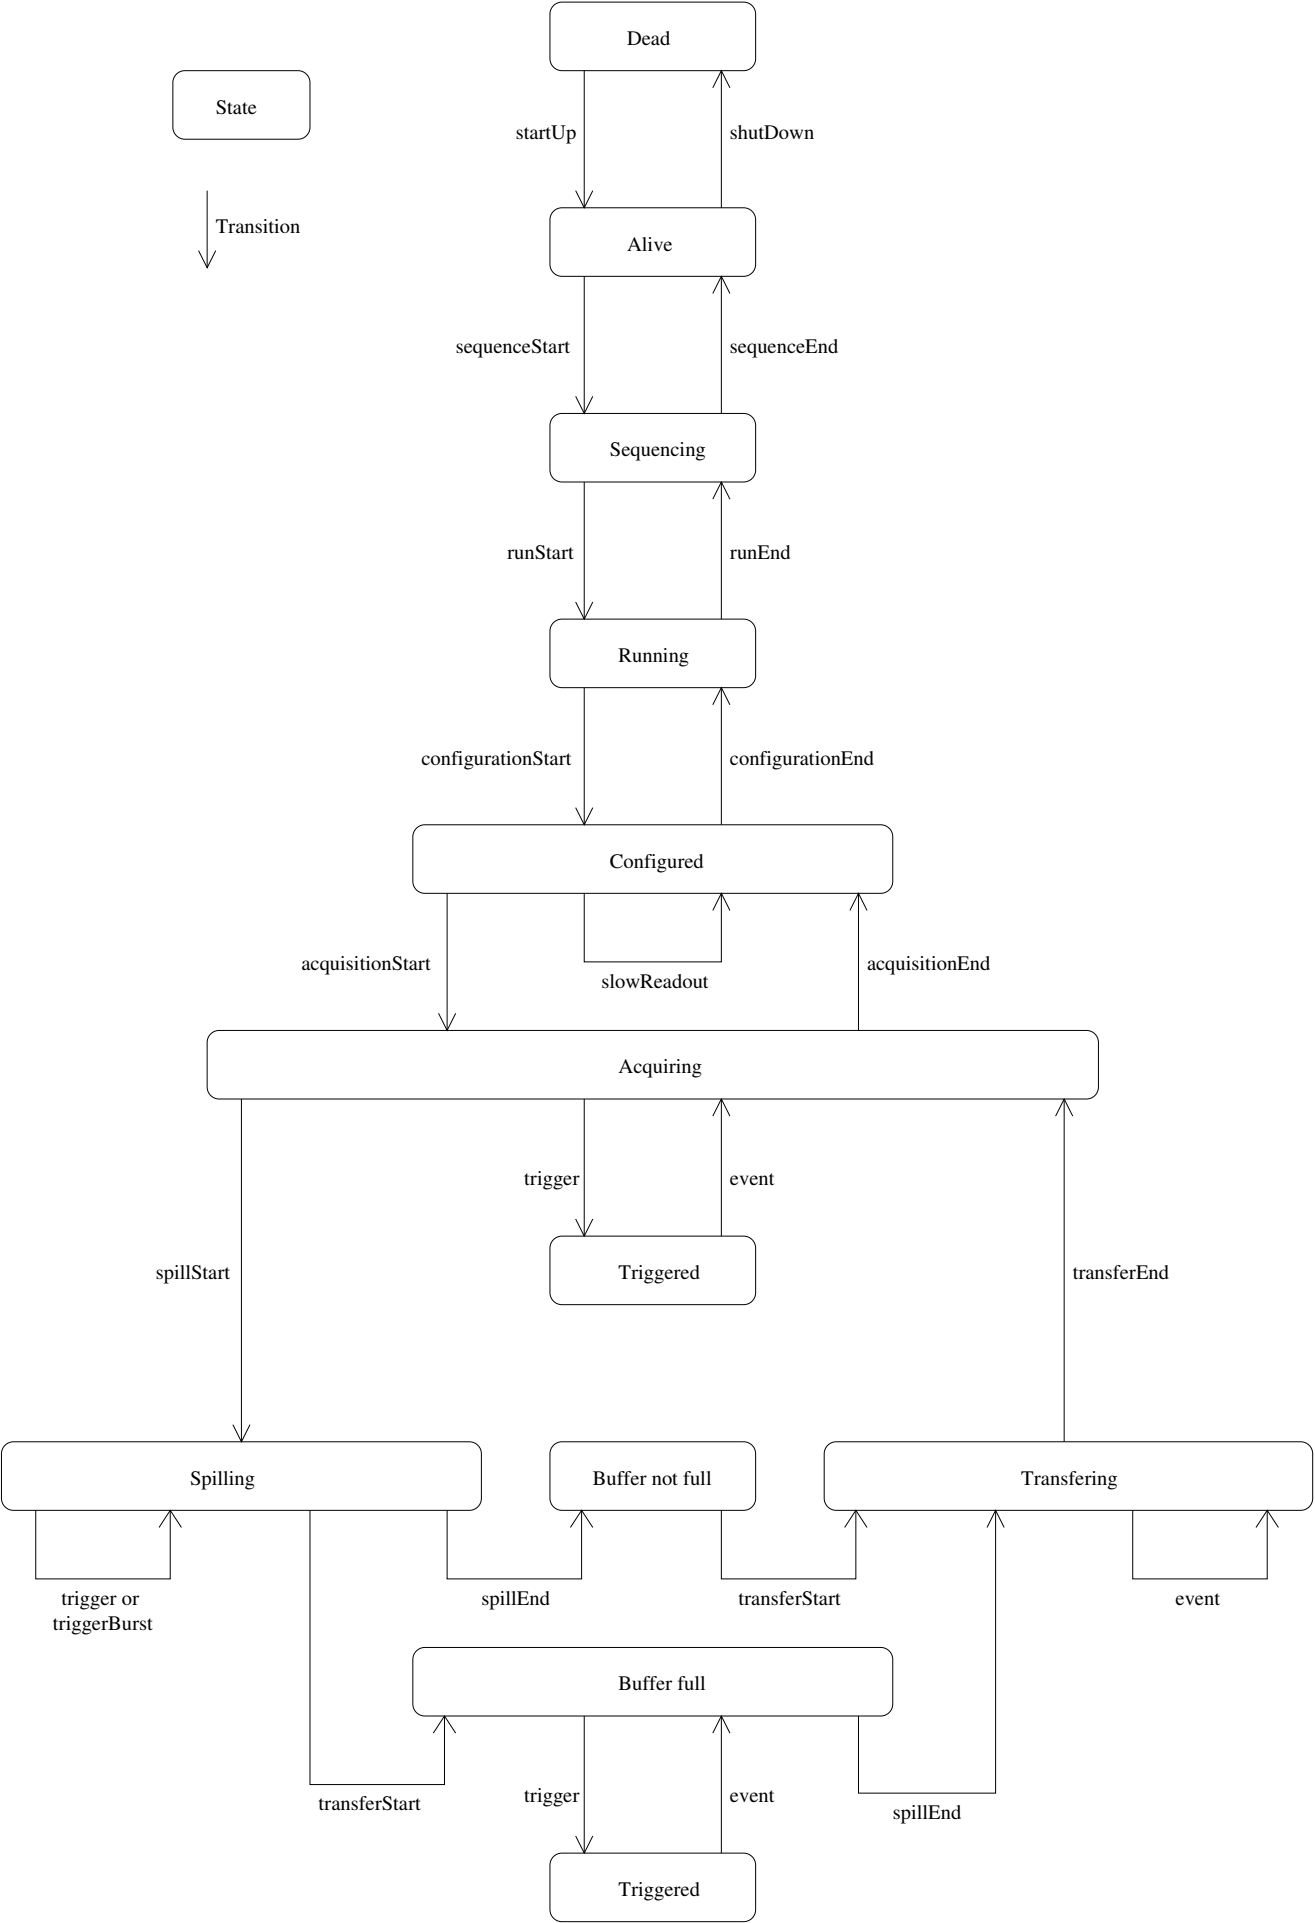 Dead
State
startUp
shutDown
Transition
Alive
sequenceStart
sequenceEnd
Sequencing
runStart
runEnd
Running
configurationStart
configurationEnd
Configured
acquisitionStart
slowReadout
acquisitionEnd
Acquiring
trigger
event
spillStart
Triggered
transferEnd
Spilling
Buffer not full
Transfering
trigger or
triggerBurst
spillEnd
transferStart
event
Buffer full
transferStart
trigger
event
spillEnd
Triggered